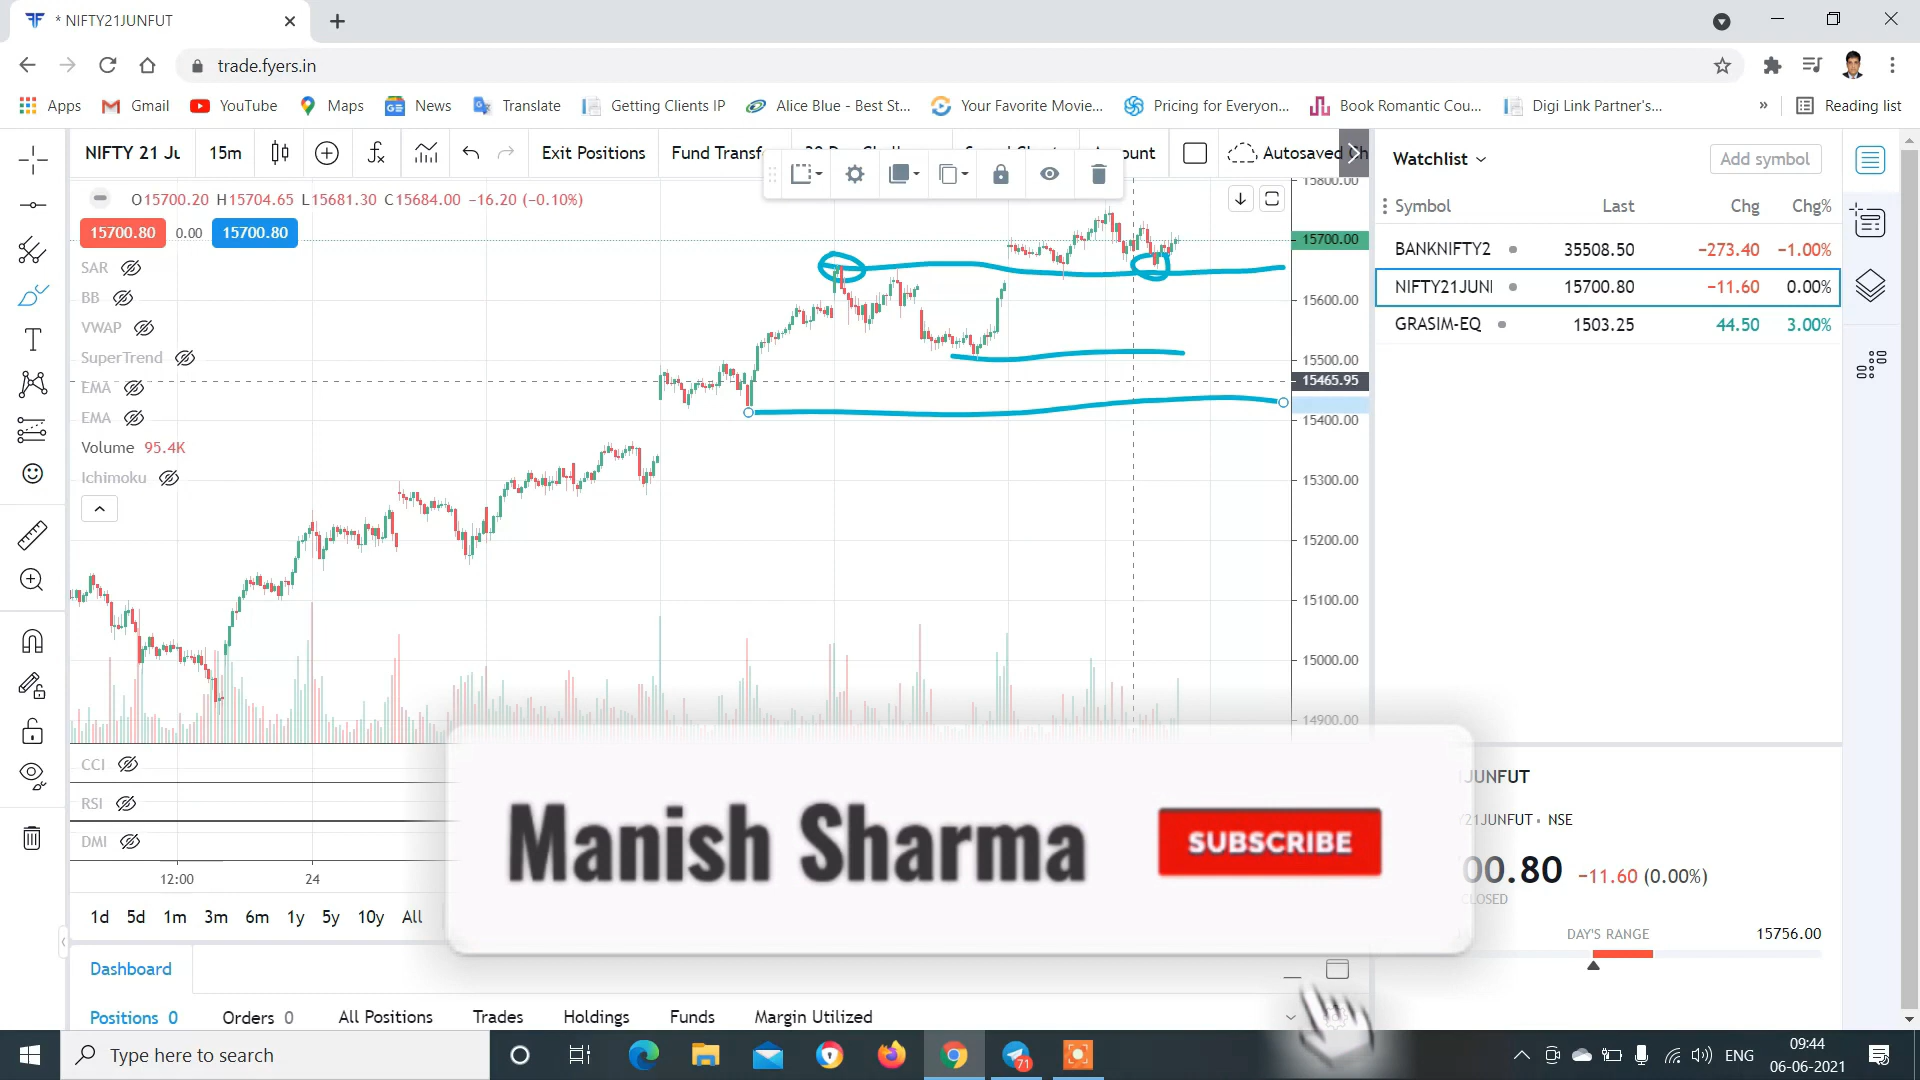 * NIFTY21JUNFUT
trade.fyers.in
Apps Gmail YouTube Maps News Translate Getting Clients IP Alice Blue - Best St... Your Favorite Movie... Pricing for Everyon... Book Romantic Cou... Digi Link Partner's... » Reading list
NIFTY 21 Ju 15m Exit Positions Fund Transf Autosaved
O15700.20 H15704.65 L15681.30 C15684.00 −16.20 (−0.10%)
15700.80 0.00 15700.80
SAR
BB
VWAP
SuperTrend
EMA
EMA
Volume 95.4K
Ichimoku
15800.00
15700.00
15600.00
15500.00
15465.95
15400.00
15300.00
15200.00
15100.00
15000.00
14900.00
CCI
RSI
DMI
12:00 24
1d 5d 1m 3m 6m 1y 5y 10y All
Watchlist Add symbol
Symbol Last Chg Chg%
BANKNIFTY2 35508.50 −273.40 −1.00%
NIFTY21JUNI 15700.80 −11.60 0.00%
GRASIM-EQ 1503.25 44.50 3.00%
Manish Sharma SUBSCRIBE
JUNFUT
21JUNFUT • NSE
00.80 −11.60 (0.00%)
CLOSED
DAY'S RANGE 15756.00
Dashboard
Positions 0 Orders 0 All Positions Trades Holdings Funds Margin Utilized
Type here to search
71
ENG
09:44
06-06-2021